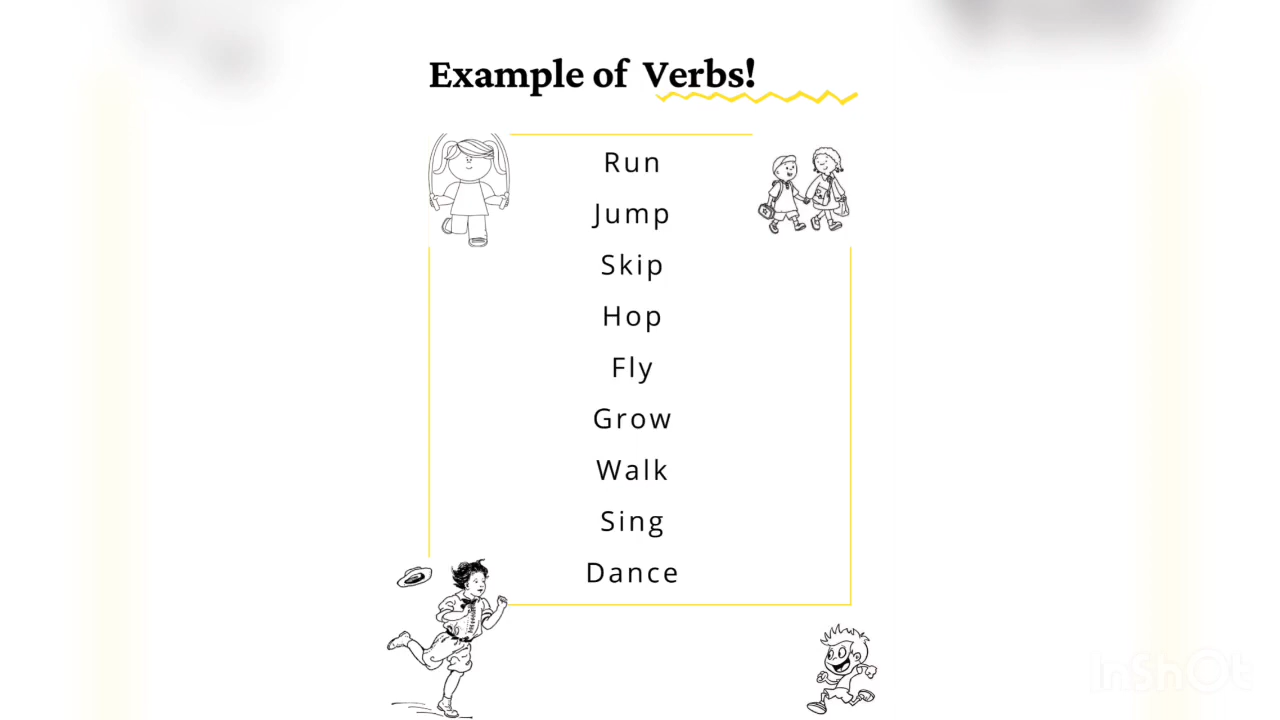 Example of Verbs!
Run
Jump
Skip
Hop
Fly
Grow
Walk
Sing
Dance
InShOt